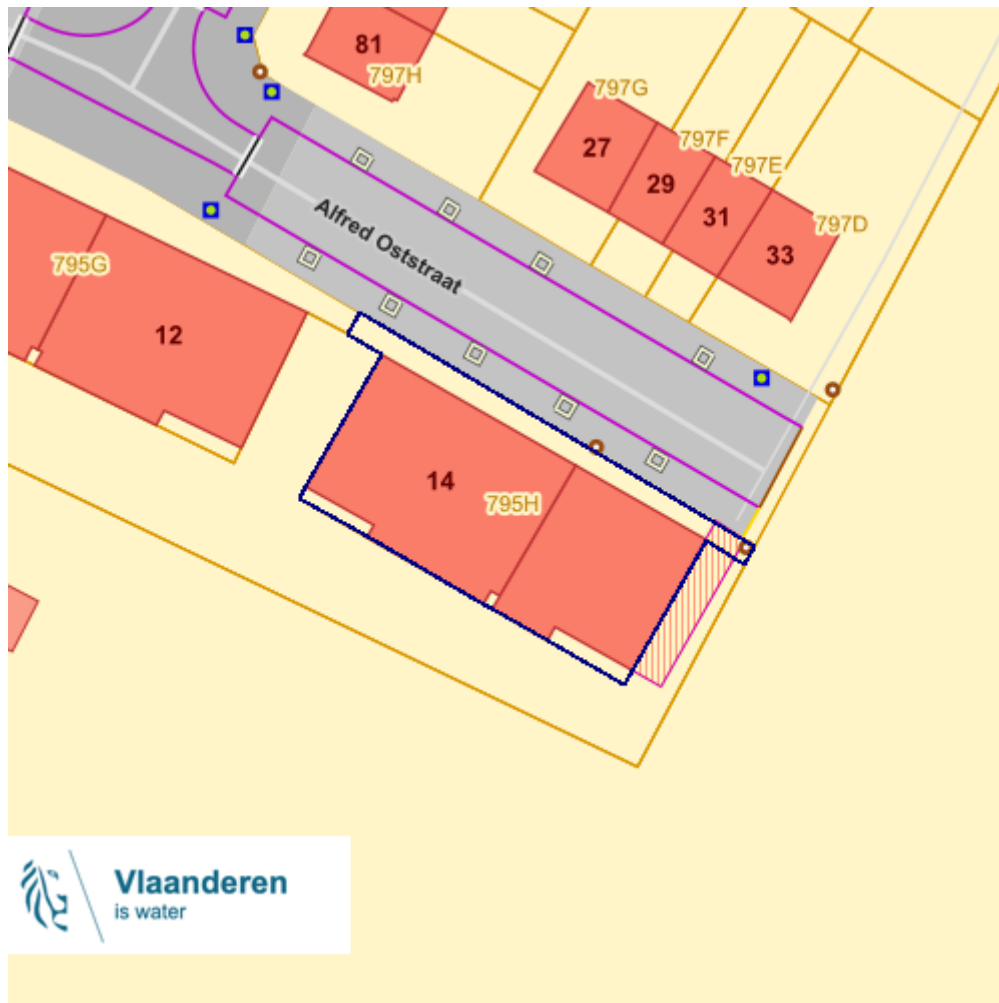 81
797H
797G
27
797F
29
797E
31
797D
33
Alfred Oststraat
795G
12
14
795H
Vlaanderen
is water